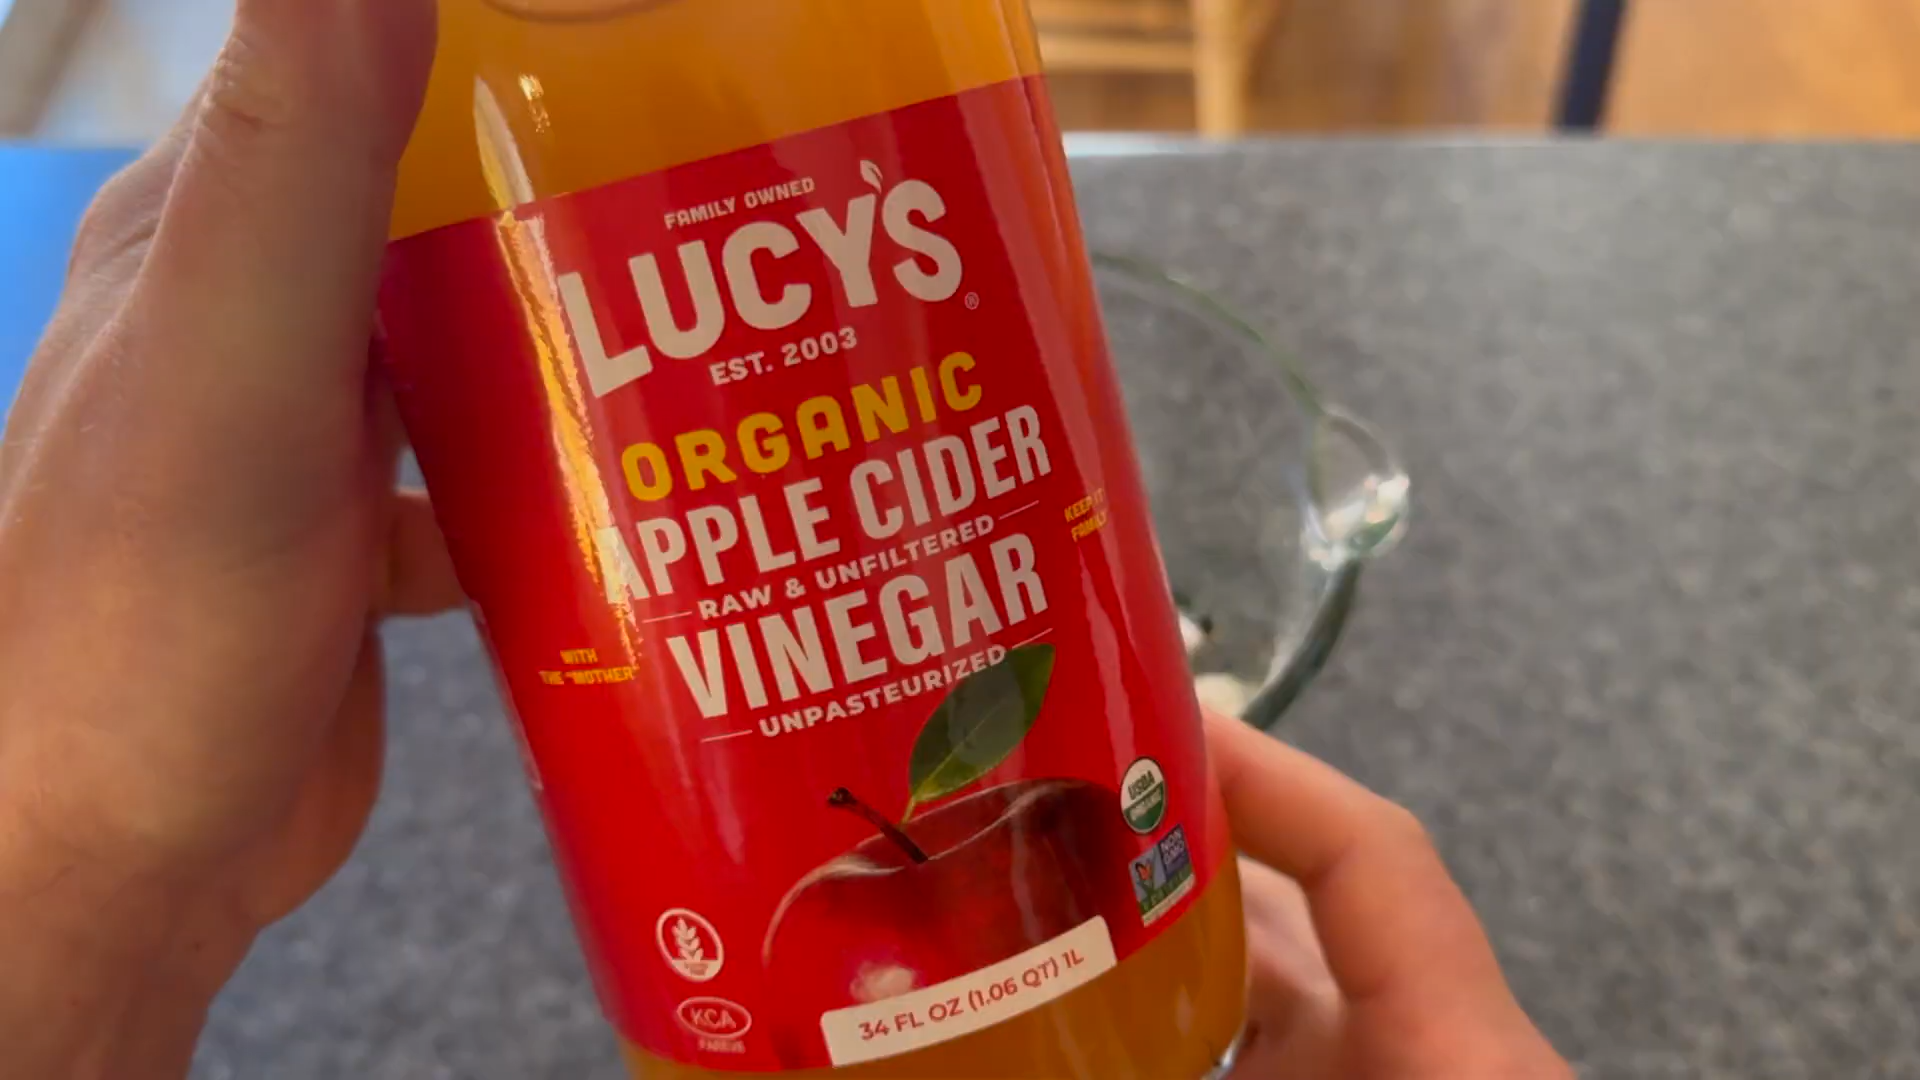 FAMILY OWNED
LUCY'S
®
EST. 2003
ORGANIC
APPLE CIDER
RAW & UNFILTERED
VINEGAR
UNPASTEURIZED
WITH
THE "MOTHER"
KEEP IT
FAMILY
USDA
ORGANIC
NON
GMO
KCA
34 FL OZ (1.06 QT) 1L